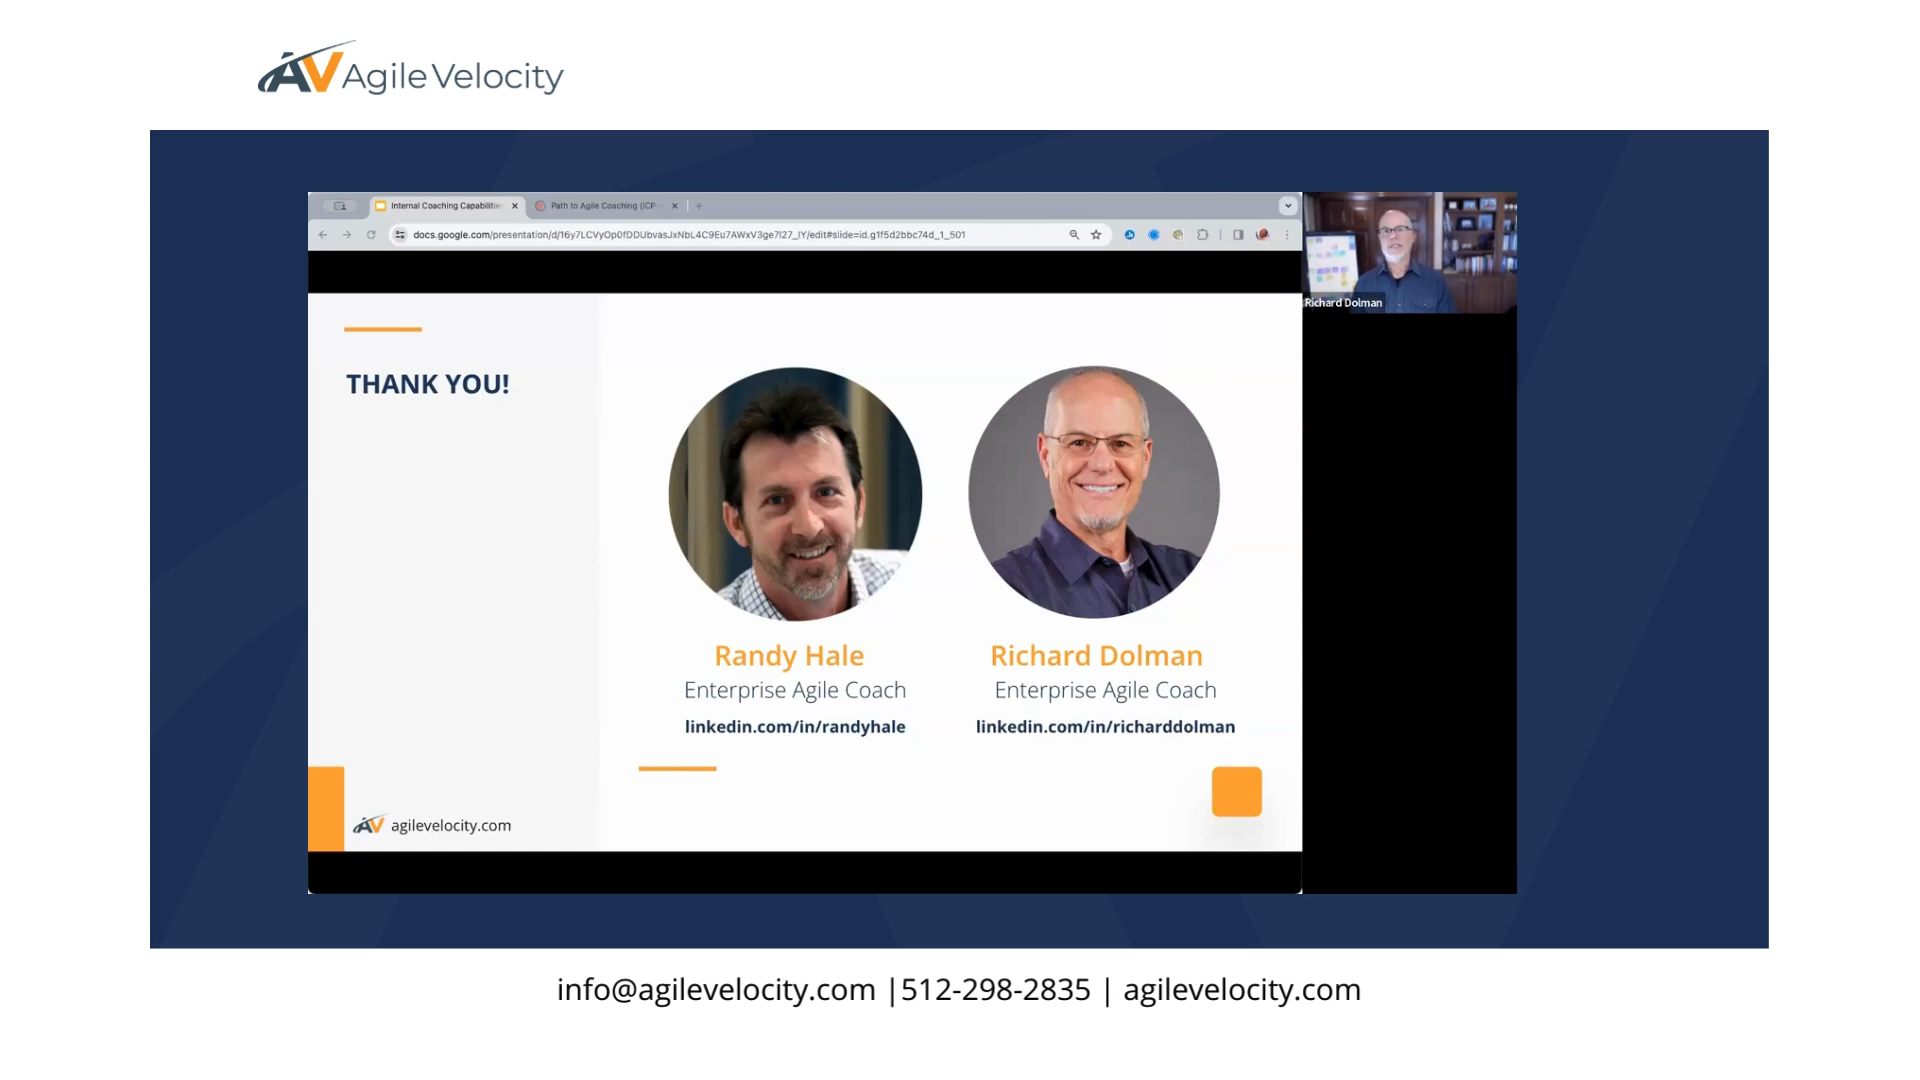 AV Agile Velocity
Internal Coaching Capabilitie
Path to Agile Coaching (ICP-
docs.google.com/presentation/d/16y7LCVyOp0fDDUbvasJxNbL4C9Eu7AWxV3ge7l27_lY/edit#slide=id.g1f5d2bbc74d_1_501
Richard Dolman
THANK YOU!
Randy Hale
Richard Dolman
Enterprise Agile Coach
Enterprise Agile Coach
linkedin.com/in/randyhale
linkedin.com/in/richarddolman
AV agilevelocity.com
info@agilevelocity.com |512-298-2835 | agilevelocity.com